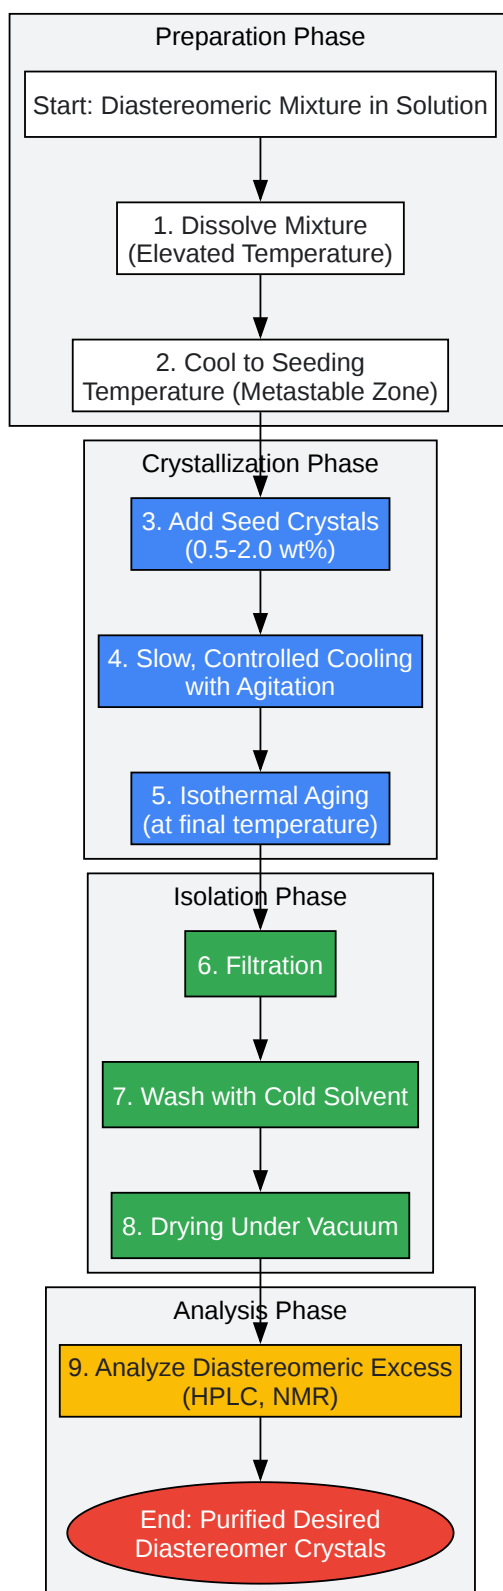 Preparation Phase
Start: Diastereomeric Mixture in Solution
1. Dissolve Mixture
(Elevated Temperature)
2. Cool to Seeding
Temperature (Metastable Zone)
Crystallization Phase
3. Add Seed Crystals
(0.5-2.0 wt%)
4. Slow, Controlled Cooling
with Agitation
5. Isothermal Aging
(at final temperature)
Isolation Phase
6. Filtration
7. Wash with Cold Solvent
8. Drying Under Vacuum
Analysis Phase
9. Analyze Diastereomeric Excess
(HPLC, NMR)
End: Purified Desired
Diastereomer Crystals